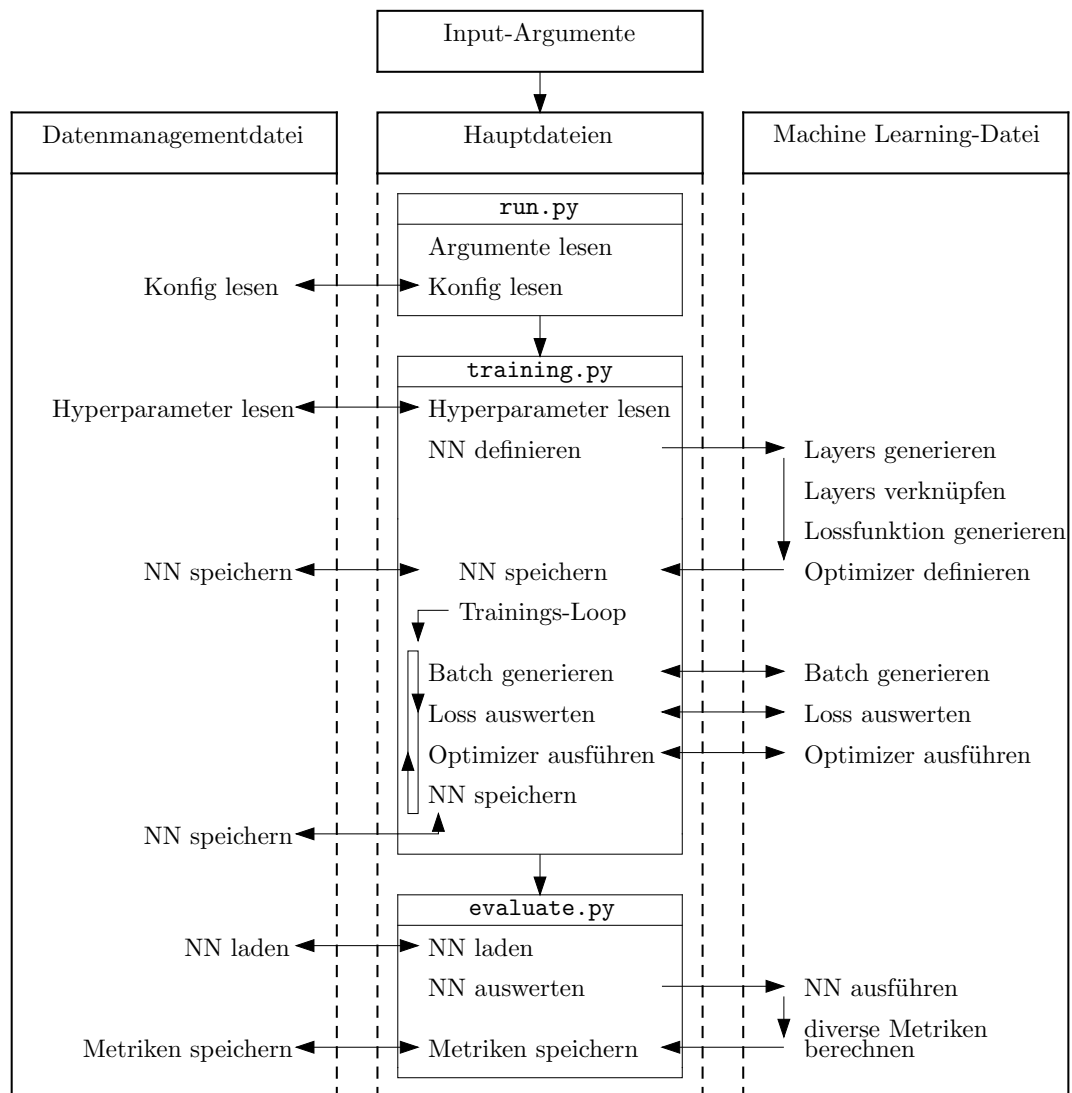 Input-Argumente
Datenmanagementdatei
Hauptdateien
Machine Learning-Datei
run.py
Argumente lesen
Konfig lesen
Konfig lesen
training.py
Hyperparameter lesen
Hyperparameter lesen
NN definieren
Layers generieren
Layers verknüpfen
Lossfunktion generieren
NN speichern
NN speichern
Optimizer definieren
Trainings-Loop
Batch generieren
Batch generieren
Loss auswerten
Loss auswerten
Optimizer ausführen
Optimizer ausführen
NN speichern
NN speichern
evaluate.py
NN laden
NN laden
NN auswerten
NN ausführen
diverse Metriken
Metriken speichern
Metriken speichern
berechnen